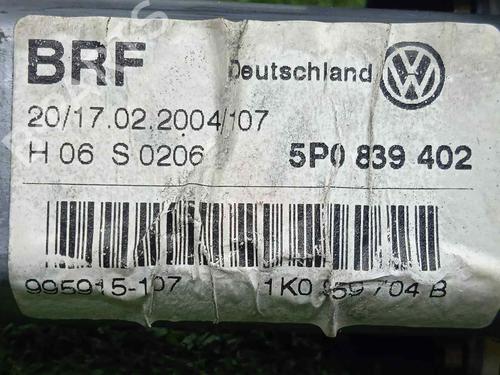 BRF Deutschland
20/17.02.2004/107
H 06 S 0206 5P0 839 402
995915-107 1K0 959 704 B